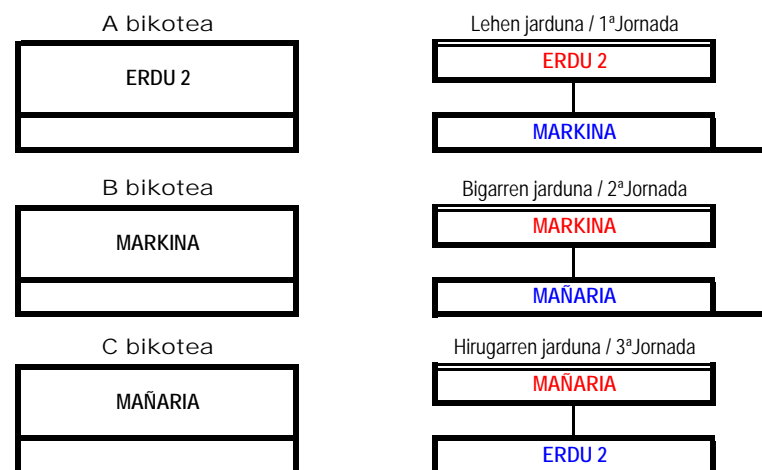 A bikotea
ERDU 2
B bikotea
MARKINA
C bikotea
MAÑARIA
Lehen jarduna / 1ªJornada
ERDU 2
MARKINA
Bigarren jarduna / 2ªJornada
MARKINA
MAÑARIA
Hirugarren jarduna / 3ªJornada
MAÑARIA
ERDU 2